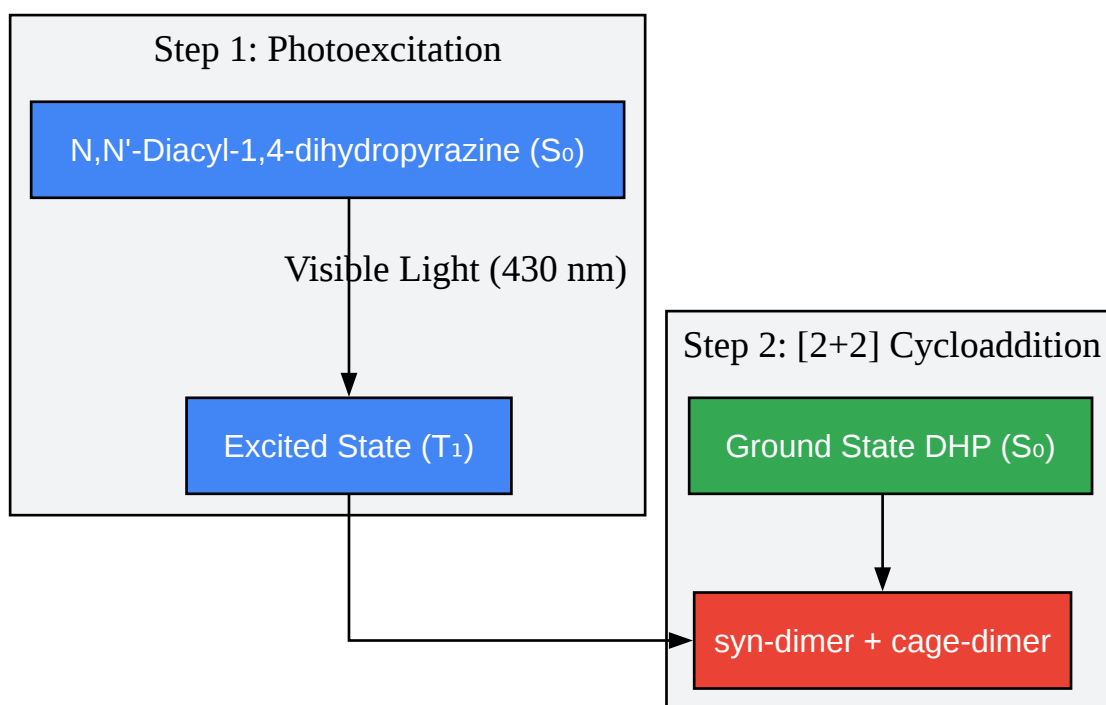 Step 1: Photoexcitation
N,N'-Diacyl-1,4-dihydropyrazine (S₀)
Visible Light (430 nm)
Excited State (T₁)
Step 2: [2+2] Cycloaddition
Ground State DHP (S₀)
syn-dimer + cage-dimer